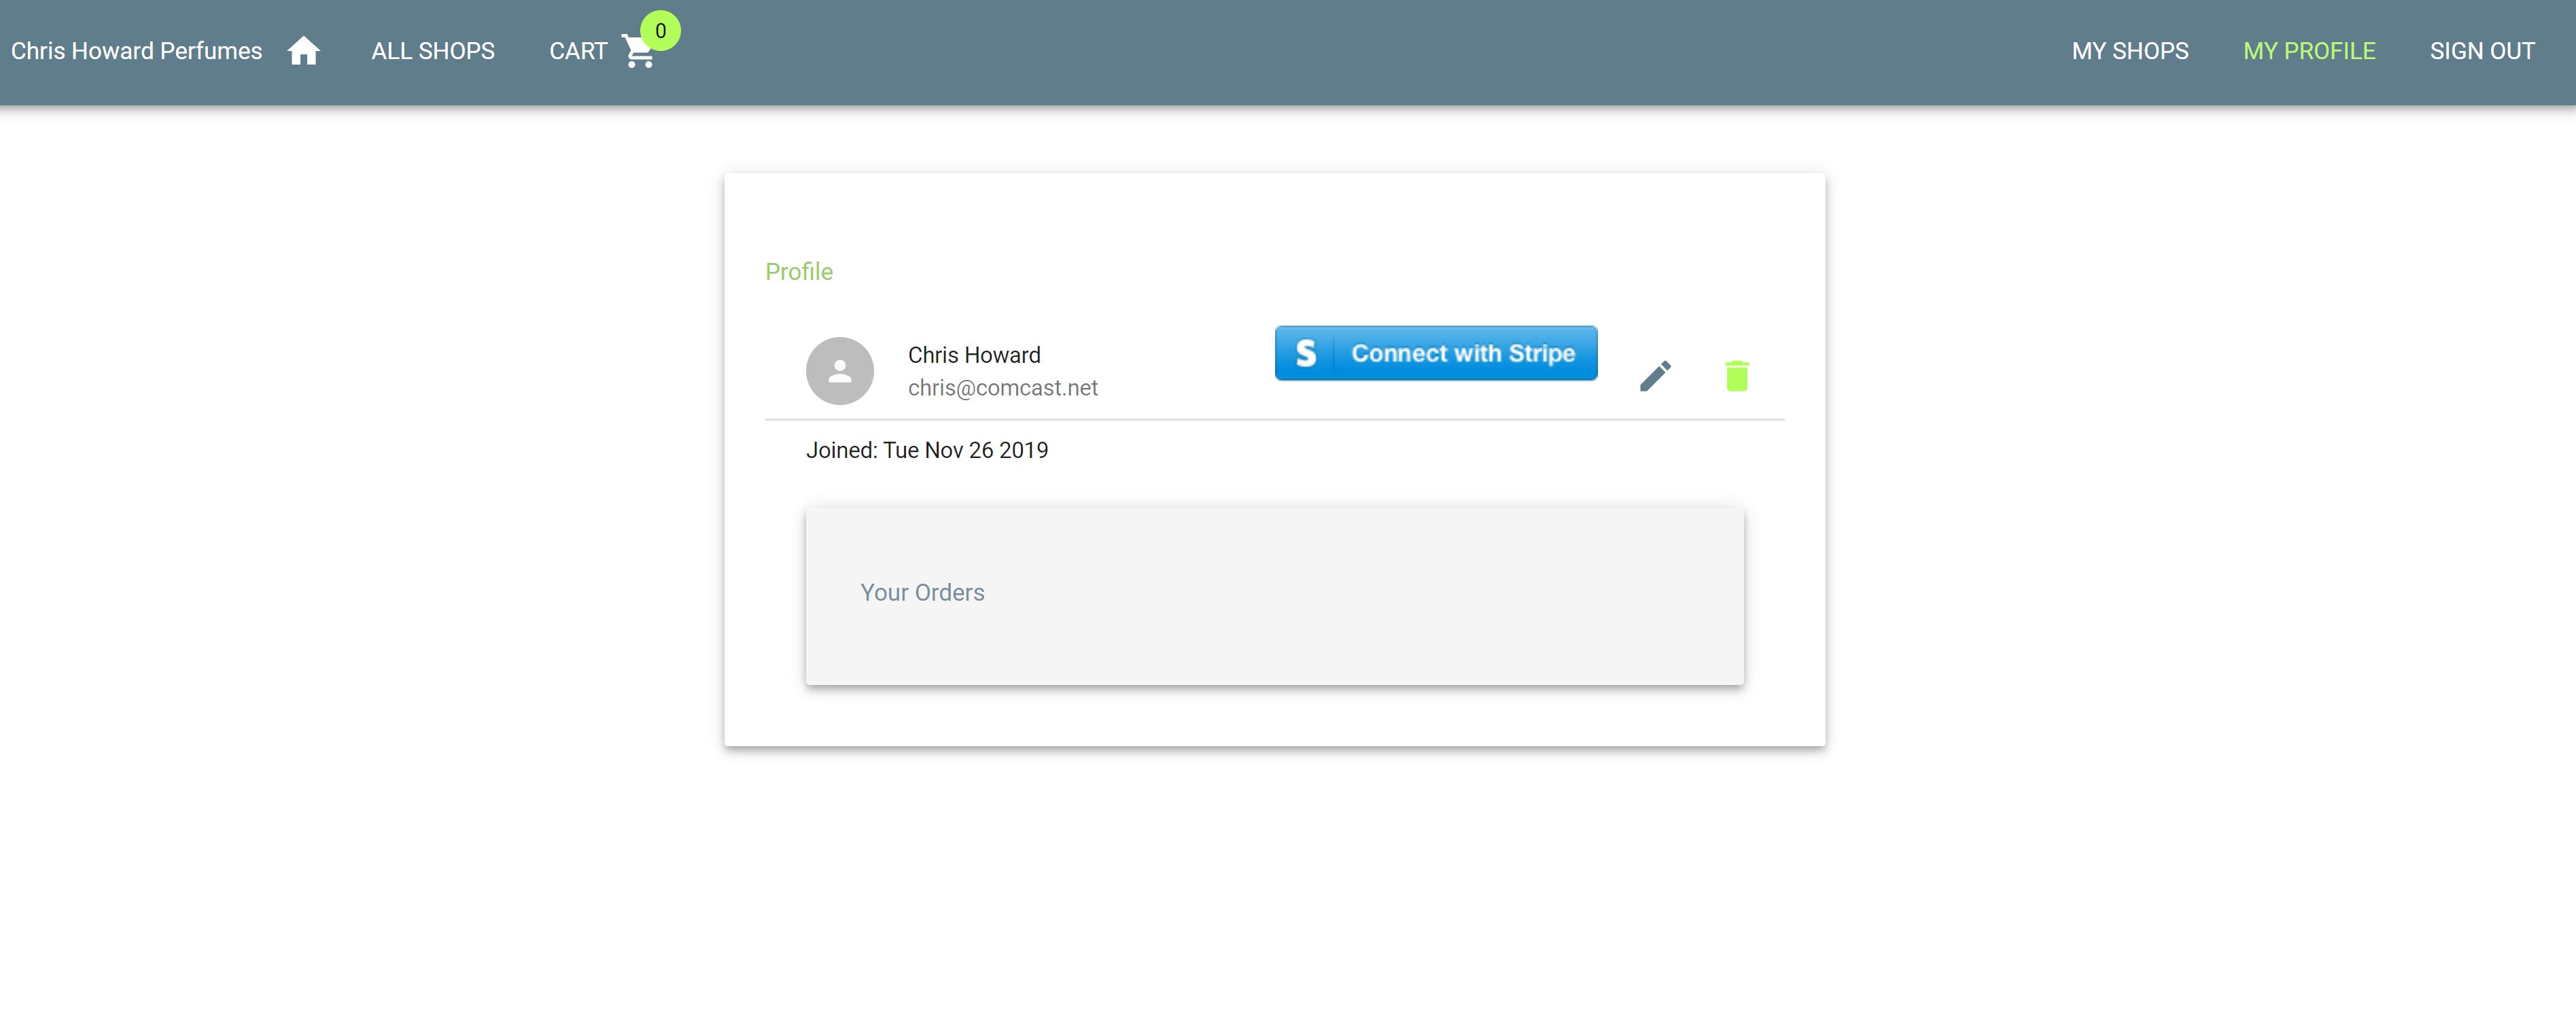 Chris Howard Perfumes ALL SHOPS CART 0 MY SHOPS MY PROFILE SIGN OUT
Profile
Chris Howard
chris@comcast.net
S Connect with Stripe
Joined: Tue Nov 26 2019
Your Orders